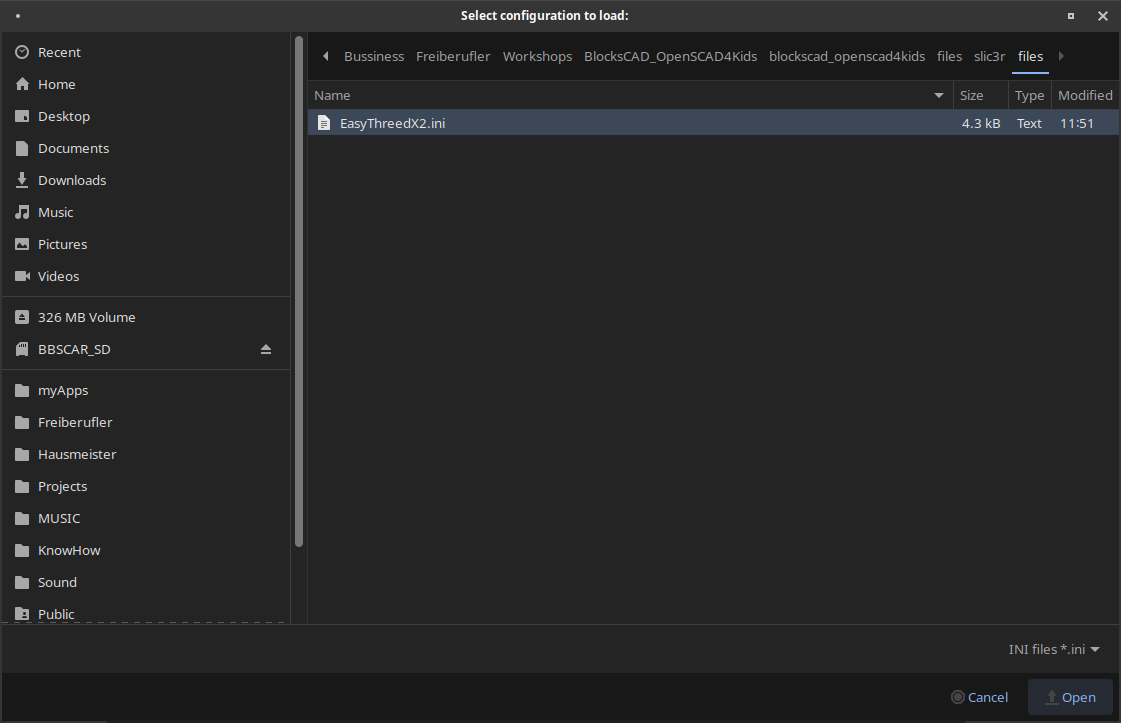 Select configuration to load:
Recent
Home
Desktop
Documents
Downloads
Music
Pictures
Videos
326 MB Volume
BBSCAR_SD
myApps
Freiberufler
Hausmeister
Projects
MUSIC
KnowHow
Sound
Public
Bussiness Freiberufler Workshops BlocksCAD_OpenSCAD4Kids blockscad_openscad4kids files slic3r files
Name Size Type Modified
EasyThreedX2.ini 4.3 kB Text 11:51
INI files *.ini
Cancel Open